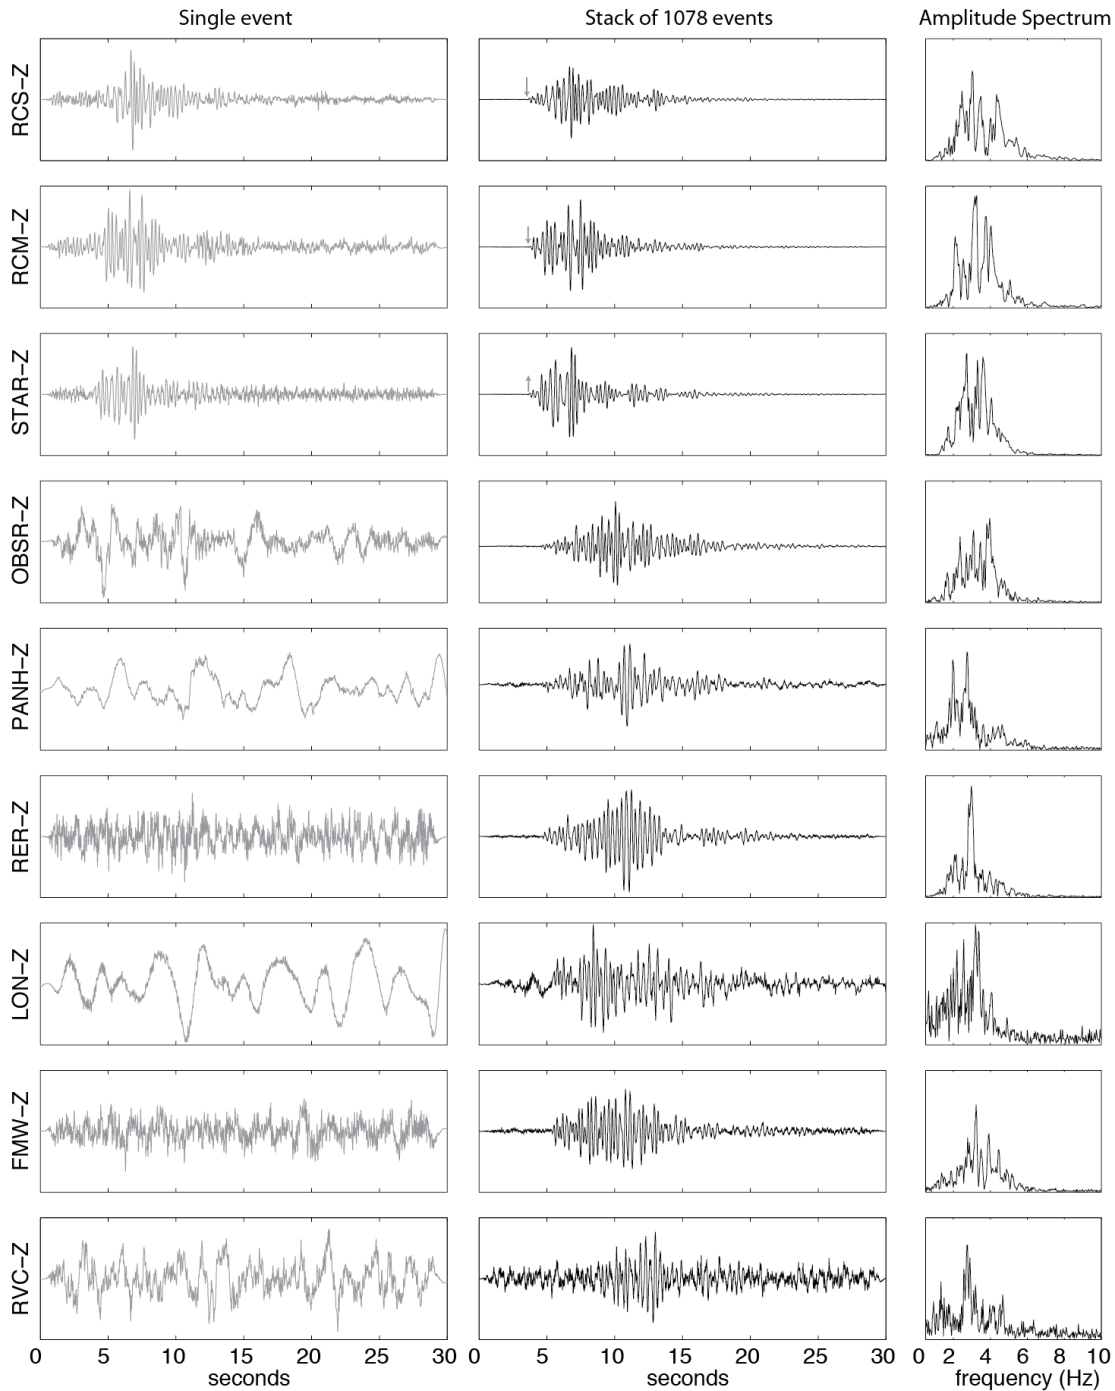 Single event Stack of 1078 events Amplitude Spectrum
RCS–Z
RCM–Z
STAR–Z
OBSR–Z
PANH–Z
RER–Z
LON–Z
FMW–Z
RVC–Z
0 5 10 15 20 25 30 0 5 10 15 20 25 30 0 2 4 6 8 10
seconds seconds frequency (Hz)